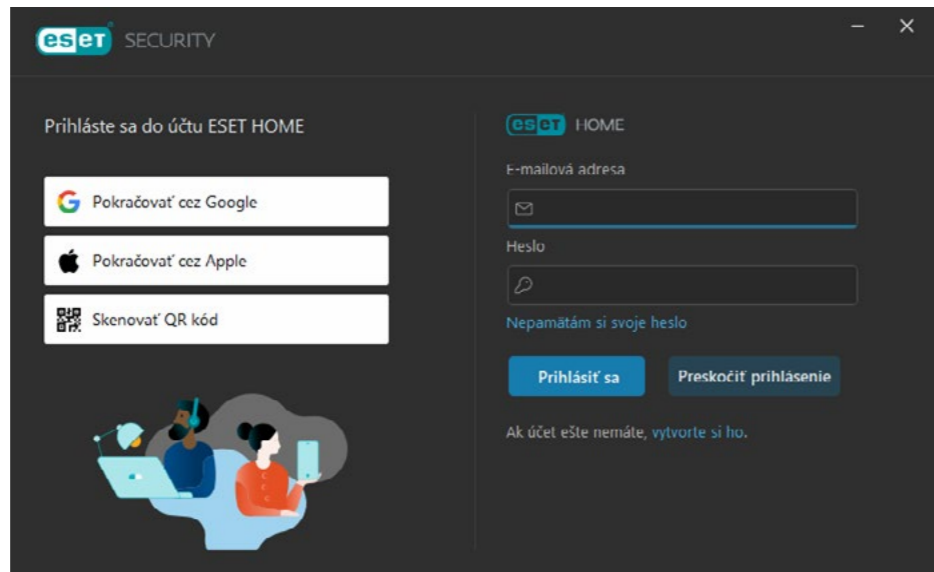 eset SECURITY
Prihláste sa do účtu ESET HOME
Pokračovať cez Google
Pokračovať cez Apple
Skenovať QR kód
eset HOME
E-mailová adresa
Heslo
Nepamätám si svoje heslo
Prihlásiť sa
Preskočiť prihlásenie
Ak účet ešte nemáte, vytvorte si ho.